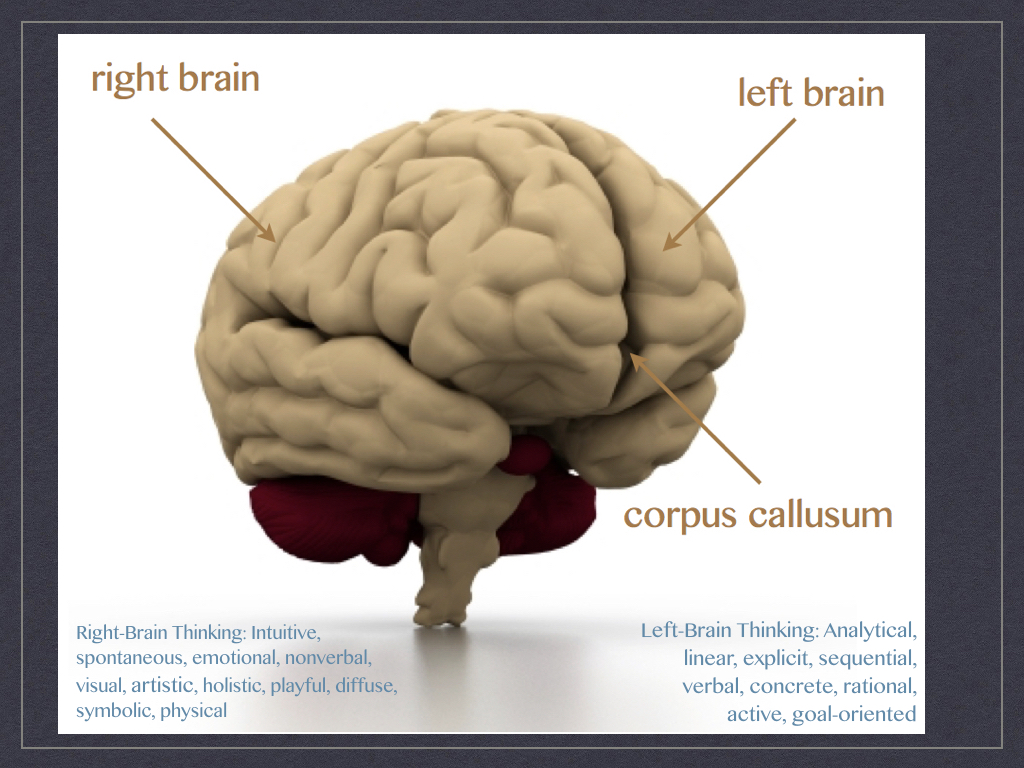 right brain
left brain
corpus callusum
Right-Brain Thinking: Intuitive,
spontaneous, emotional, nonverbal,
visual, artistic, holistic, playful, diffuse,
symbolic, physical
Left-Brain Thinking: Analytical,
linear, explicit, sequential,
verbal, concrete, rational,
active, goal-oriented